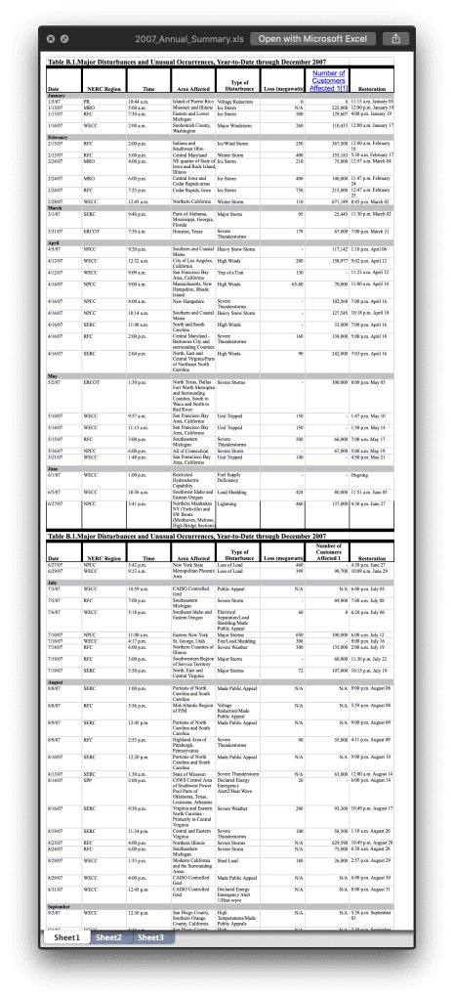 2007_Annual_Summary.xls Open with Microsoft Excel
Table B.1.Major Disturbances and Unusual Occurrences, Year-to-Date through December 2007
Number of
Type of Customers
Date NERC Region Time Area Affected Disturbance Loss (megawatts) Affected 1[1] Restoration
January
1/5/07 PR 10:44 a.m. Island of Puerto Rico Voltage Reduction 0 0 11:13 a.m. January 05
1/13/07 MRO 5:00 a.m. Missouri and Illinois Ice Storm N/A 225,000 12:00 p.m. January 19
1/13/07 RFC 7:30 a.m. Eastern and Lower Ice Storm 300 129,607 4:00 p.m. January 19
Michigan
1/16/07 WECC 2:00 a.m. Snohomish County, Major Windstorm 260 110,433 12:00 a.m. January 17
Washington
February
2/13/07 RFC 2:00 p.m. Indiana and Ice/Wind Storm 250 12:00 a.m. February
Southwest Ohio 16
2/13/07 RFC 5:00 p.m. Central Maryland Winter Storm 400 5:30 a.m. February 17
2/24/07 MRO 4:00 p.m. NE quarter of State of Ice Storm 210 75,000 12:57 a.m. March 04
Iowa and Rock Island,
Illinois
2/24/07 MRO 6:00 p.m. Central Iowa and Ice Storm 400 140,000 11:47 p.m. February
Cedar Rapids areas 24
2/24/07 RFC 7:25 p.m. Cedar Rapids, Iowa Ice Storm 750 215,000 12:47 a.m. February
25
2/28/07 WECC 12:45 a.m. Northern California Winter Storm 110 671,189 8:45 p.m. March 02
March
3/1/07 SERC 9:40 p.m. Parts of Alabama, Major Storm 95 25,445 11:30 p.m. March 02
Mississippi, Georgia,
Florida
3/31/07 ERCOT 7:30 a.m. Houston, Texas Severe 179 67,000 7:00 p.m. March 31
Thunderstorms
April
4/5/07 NPCC 9:20 p.m. Southern and Coastal Heavy Snow Storm - 117,142 1:10 p.m. April 06
Maine
4/12/07 WECC 12:32 a.m. City of Los Angeles, High Winds 200 9:02 p.m. April 12
California
4/12/07 WECC 9:09 a.m. San Francisco Bay Trip of a Unit 130 - 11:23 a.m. April 12
Area, California
4/14/07 NPCC 9:00 a.m. Massachusetts, New High Winds 65-80 70,000 11:00 a.m. April 14
Hampshire, Rhode
Island
4/16/07 NPCC 8:00 a.m. New Hampshire Severe - 7:00 p.m. April 16
Thunderstorms
4/16/07 NPCC 10:14 a.m. Southern and Coastal Heavy Snow Storm - 127,545 10:18 p.m. April 18
Maine
4/16/07 SERC 11:00 a.m. North and South High Winds - 33,000 7:00 p.m. April 16
Carolina
4/16/07 RFC 2:00 p.m. Central Maryland - Severe 160 5:00 p.m. April 18
Baltimore City and Thunderstorms
surrounding Counties
4/16/07 SERC 2:04 p.m. North, East and High Winds 90 242,000 7:03 p.m. April 16
Central Virginia/Parts
of Northeast North
Carolina
May
5/2/07 ERCOT 1:30 p.m. North Texas, Dallas Severe Storms - 300,000 8:00 p.m. May 03
Fort Worth Metroplex
and Surrounding
Counties, South to
Waco and North to
Red River
5/10/07 WECC 9:57 a.m. San Francisco Bay Unit Tripped 150 - 1:47 p.m. May 10
Area, California
5/14/07 WECC 11:15 a.m. San Francisco Bay Unit Tripped 150 - 1:50 p.m. May 14
Area, California
5/15/07 RFC 3:00 p.m. Southeastern Severe 500 66,000 7:00 a.m. May 17
Michigan Thunderstorms
5/16/07 NPCC 6:00 p.m. All of Connecticut Severe Storm - 67,000 5:00 a.m. May 19
5/21/07 WECC 1:48 p.m. San Francisco Bay Unit Tripped 140 - 4:50 p.m. May 21
Area, California
June
6/1/07 WECC 1:00 p.m. Restricted Fuel Supply - - Ongoing
Hydroelectric Deficiency
Capability
6/5/07 WECC 10:56 a.m. Southwest Idaho and Load Shedding 424 80,000 11:51 a.m. June 05
Eastern Oregon
6/27/07 NPCC 3:41 p.m. Northern Manhattan Lightning 460 137,000 4:30 p.m. June 27
NY (Yorkville) and
SW Bronx
(Motthaven, Melrose,
High Bridge Sections)
Table B.1.Major Disturbances and Unusual Occurrences, Year-to-Date through December 2007
Number of
Type of Customers
Date NERC Region Time Area Affected Disturbance Loss (megawatts) Affected 1 Restoration
6/27/07 NPCC 3:42 p.m. New York State Loss of Load 460 - 4:30 p.m. June 27
6/29/07 WECC 9:23 a.m. Metropolitan Phoenix Loss of Load 399 98,700 10:09 a.m. June 29
Area
July
7/3/07 WECC 10:59 a.m. CAISO Controlled Public Appeal N/A N/A 6:00 p.m. July 05
Grid
7/5/07 RFC 7:00 p.m. Southeastern Severe Storm - 69,000 7:00 a.m. July 08
Michigan
7/6/07 WECC 5:18 p.m. Southeast Idaho and Electrical 60 0 6:20 p.m. July 06
Eastern Oregon Separation/Load
Shedding/Made
Public Appeal
7/10/07 NPCC 11:00 a.m. Eastern New York Major Storms 650 300,000 6:00 a.m. July 12
7/16/07 WECC 4:17 p.m. St. George, Utah Fire/Load Shedding 306 - 9:00 p.m. July 16
7/18/07 RFC 6:00 p.m. Northern Counties of Severe Weather 300 135,000 2:00 a.m. July 19
Illinois
7/19/07 RFC 3:00 p.m. Southwestern Region Major Storm - 60,000 11:30 p.m. July 22
of Service Territory
7/19/07 SERC 3:50 p.m. North, East and Major Storms 72 107,000 10:15 p.m. July 19
Central Virginia
August
8/8/07 SERC 1:00 p.m. Portions of North Made Public Appeal N/A N/A 9:00 p.m. August 08
Carolina and South
Carolina
8/8/07 RFC 3:56 p.m. Mid-Atlantic Region Voltage N/A N/A 5:59 p.m. August 08
of PJM Reduction/Made
Public Appeal
8/9/07 SERC 12:45 p.m. Portions of North Made Public Appeal N/A N/A 9:00 p.m. August 09
Carolina and South
Carolina
8/9/07 RFC 2:53 p.m. Highland Area of Severe 90 55,000 4:11 p.m. August 09
Pittsburgh, Thunderstorms
Pennsylvania
8/10/07 SERC 12:20 p.m. Portions of North Made Public Appeal N/A N/A 9:00 p.m. August 10
Carolina and South
Carolina
8/13/07 SERC 1:30 a.m. State of Missouri Severe Thunderstorm N/A 63,000 12:00 a.m. August 14
8/14/07 SPP 2:00 p.m. CSWS Control Area Declared Energy 20 - 6:00 p.m. August 14
of Southwest Power Emergency
Pool Parts of Alert2/Heat Wave
Oklahoma, Texas,
Louisiana, Arkansas
8/16/07 SERC 9:30 p.m. Virginia and Eastern Severe Weather 200 93,300 10:49 p.m. August 17
North Carolina -
Primarily in Central
Virginia
8/19/07 SERC 11:34 p.m. Central and Eastern Severe 100 58,500 1:10 a.m. August 20
Virginia Thunderstorms
8/23/07 RFC 4:00 p.m. Northern Illinois Severe Storms N/A 10:49 p.m. August 28
8/24/07 RFC 6:00 p.m. Southeastern Severe Storm - 75,000 6:30 a.m. August 28
Michigan
8/29/07 WECC 1:53 p.m. Modern California Shed Load 100 26,000 2:57 p.m. August 29
and the Surrounding
Areas
8/29/07 WECC 4:00 p.m. CAISO Controlled Made Public Appeal N/A N/A 6:00 p.m. August 30
Grid
8/31/07 WECC 12:45 p.m. CAISO Controlled Declared Energy N/A N/A 8:00 p.m. August 31
Grid Emergency Alert
1/Heat wave
September
9/3/07 WECC 12:30 p.m. San Diego County, High N/A N/A 5:50 p.m. September
Southern Orange Temperatures/Made 03
County, California Public Appeals
Sheet1 Sheet2 Sheet3